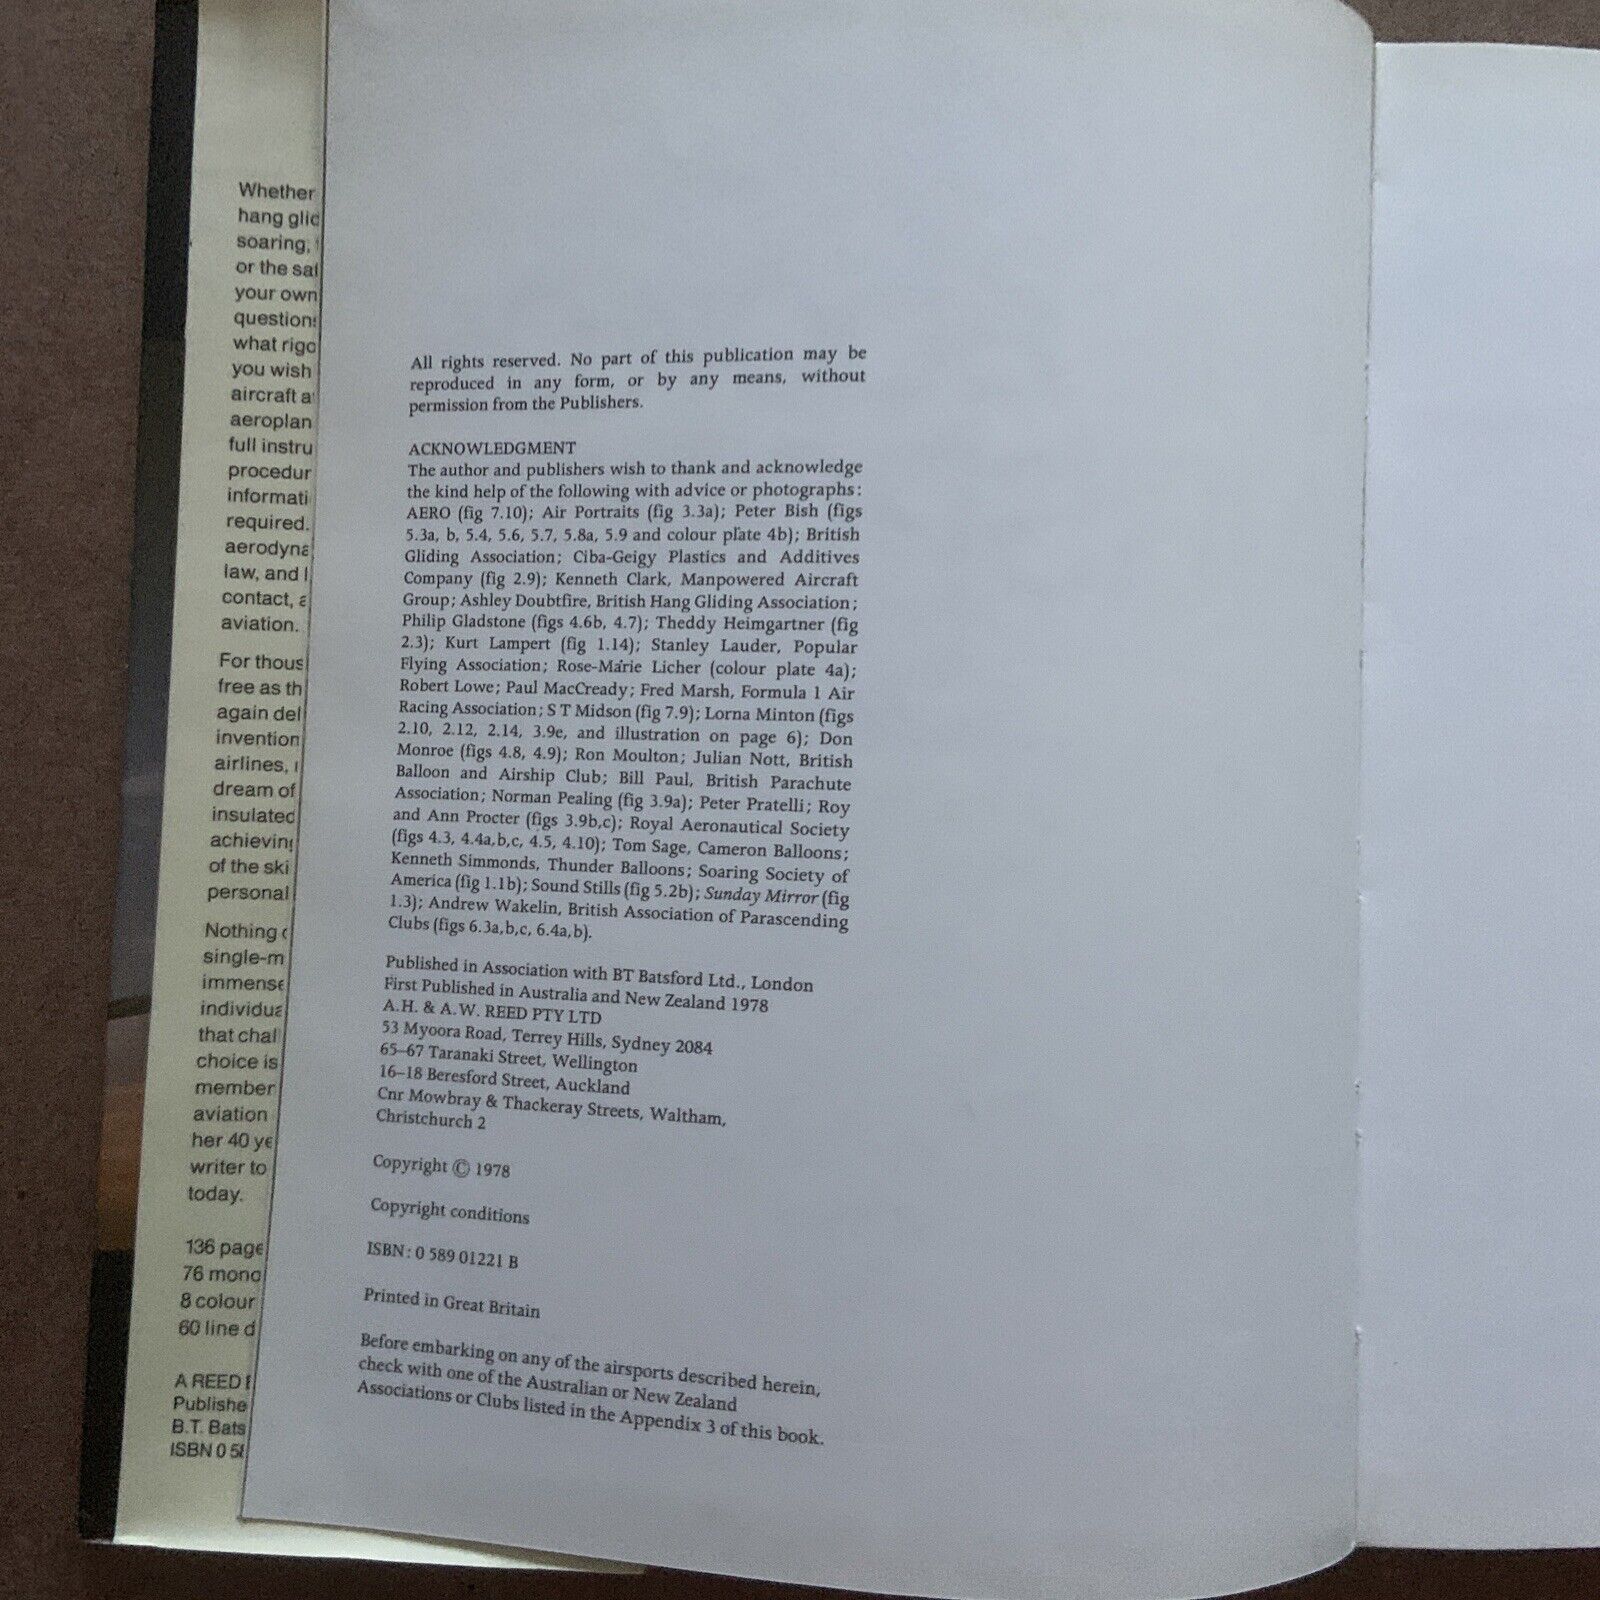 Whether
hang glid
soaring,
or the saf
your own
questions
what rigo
you wish
aircraft a
aeroplan
full instru
procedur
informati
required.
aerodyna
law, and l
contact, a
aviation.
For thous
free as th
again del
invention
airlines,
dream of
insulated
achieving
of the ski
personal
Nothing
single-m
immense
individua
that chal
choice is
member
aviation
her 40 ye
writer to
today.
136 page
76 mono
8 colour
60 line d
A REED
Publishe
B.T. Bats
ISBN 0 58
All rights reserved. No part of this publication may be
reproduced in any form, or by any means, without
permission from the Publishers.
ACKNOWLEDGMENT
The author and publishers wish to thank and acknowledge
the kind help of the following with advice or photographs:
AERO (fig 7.10); Air Portraits (fig 3.3a); Peter Bish (figs
5.3a, b, 5.4, 5.6, 5.7, 5.8a, 5.9 and colour plate 4b); British
Gliding Association; Ciba-Geigy Plastics and Additives
Company (fig 2.9); Kenneth Clark, Manpowered Aircraft
Group; Ashley Doubtfire, British Hang Gliding Association;
Philip Gladstone (figs 4.6b, 4.7); Theddy Heimgartner (fig
2.3); Kurt Lampert (fig 1.14); Stanley Lauder, Popular
Flying Association; Rose-Marie Licher (colour plate 4a);
Robert Lowe; Paul MacCready; Fred Marsh, Formula 1 Air
Racing Association; S T Midson (fig 7.9); Lorna Minton (figs
2.10, 2.12, 2.14, 3.9e, and illustration on page 6); Don
Monroe (figs 4.8, 4.9); Ron Moulton; Julian Nott, British
Balloon and Airship Club; Bill Paul, British Parachute
Association; Norman Pealing (fig 3.9a); Peter Pratelli; Roy
and Ann Procter (figs 3.9b,c); Royal Aeronautical Society
(figs 4.3, 4.4a,b,c, 4.5, 4.10); Tom Sage, Cameron Balloons;
Kenneth Simmonds, Thunder Balloons; Soaring Society of
America (fig 1.1b); Sound Stills (fig 5.2b); Sunday Mirror (fig
1.3); Andrew Wakelin, British Association of Parascending
Clubs (figs 6.3a,b,c, 6.4a,b).
Published in Association with BT Batsford Ltd., London
First Published in Australia and New Zealand 1978
A.H. & A.W. REED PTY LTD
53 Myoora Road, Terrey Hills, Sydney 2084
65–67 Taranaki Street, Wellington
16–18 Beresford Street, Auckland
Cnr Mowbray & Thackeray Streets, Waltham,
Christchurch 2
Copyright © 1978
Copyright conditions
ISBN: 0 589 01221 B
Printed in Great Britain
Before embarking on any of the airsports described herein,
check with one of the Australian or New Zealand
Associations or Clubs listed in the Appendix 3 of this book.